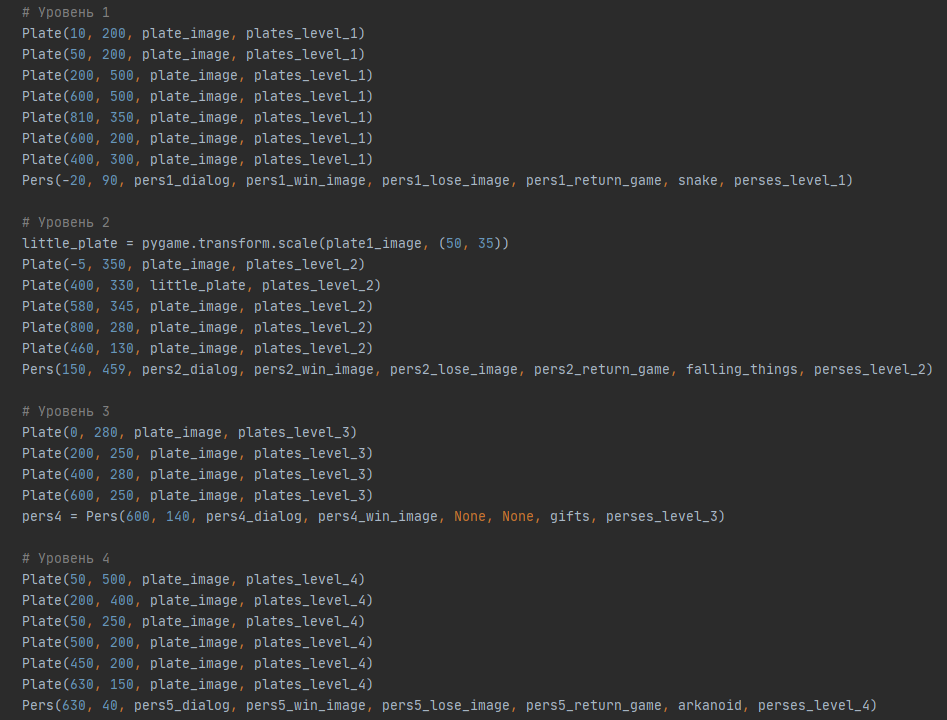 # Уровень 1
Plate(10, 200, plate_image, plates_level_1)
Plate(50, 200, plate_image, plates_level_1)
Plate(200, 500, plate_image, plates_level_1)
Plate(600, 500, plate_image, plates_level_1)
Plate(810, 350, plate_image, plates_level_1)
Plate(600, 200, plate_image, plates_level_1)
Plate(400, 300, plate_image, plates_level_1)
Pers(-20, 90, pers1_dialog, pers1_win_image, pers1_lose_image, pers1_return_game, snake, perses_level_1)
# Уровень 2
little_plate = pygame.transform.scale(plate1_image, (50, 35))
Plate(-5, 350, plate_image, plates_level_2)
Plate(400, 330, little_plate, plates_level_2)
Plate(580, 345, plate_image, plates_level_2)
Plate(800, 280, plate_image, plates_level_2)
Plate(460, 130, plate_image, plates_level_2)
Pers(150, 459, pers2_dialog, pers2_win_image, pers2_lose_image, pers2_return_game, falling_things, perses_level_2)
# Уровень 3
Plate(0, 280, plate_image, plates_level_3)
Plate(200, 250, plate_image, plates_level_3)
Plate(400, 280, plate_image, plates_level_3)
Plate(600, 250, plate_image, plates_level_3)
pers4 = Pers(600, 140, pers4_dialog, pers4_win_image, None, None, gifts, perses_level_3)
# Уровень 4
Plate(50, 500, plate_image, plates_level_4)
Plate(200, 400, plate_image, plates_level_4)
Plate(50, 250, plate_image, plates_level_4)
Plate(500, 200, plate_image, plates_level_4)
Plate(450, 200, plate_image, plates_level_4)
Plate(630, 150, plate_image, plates_level_4)
Pers(630, 40, pers5_dialog, pers5_win_image, pers5_lose_image, pers5_return_game, arkanoid, perses_level_4)